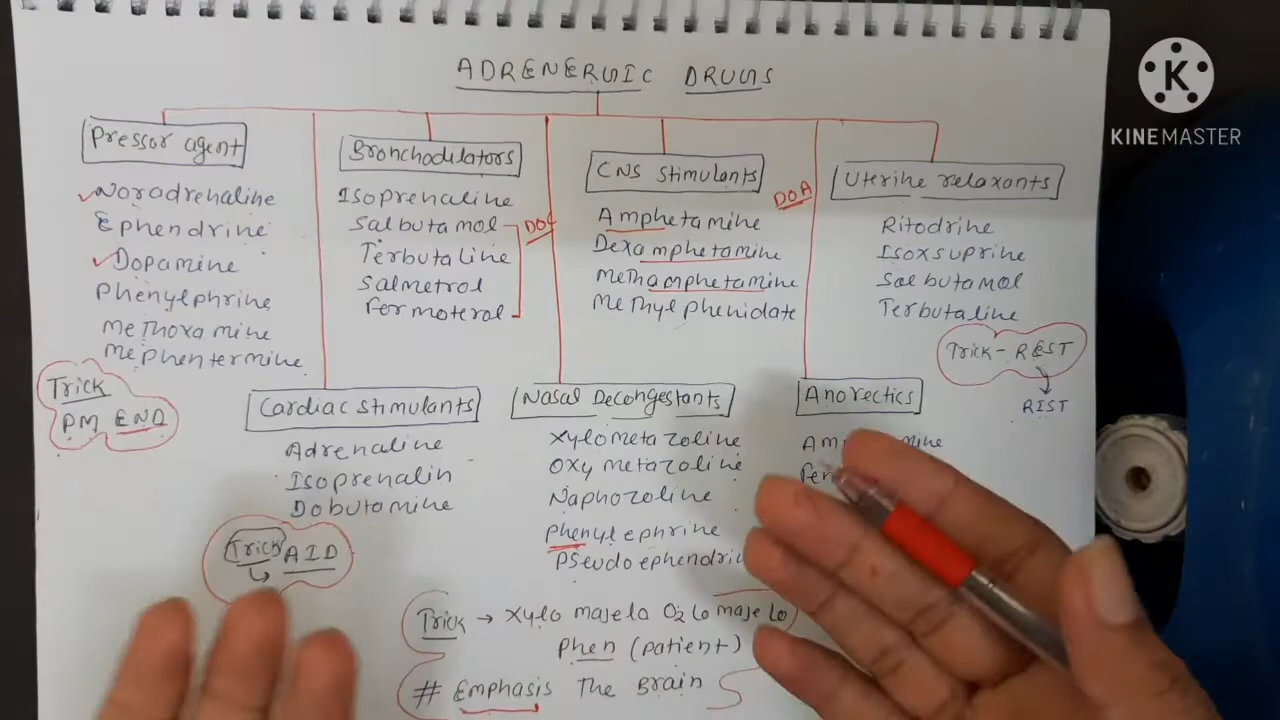 ADRENERGIC DRUGS
Pressor agent
Noradrenaline
Ephendrine
Dopamine
Phenylphrine
Methoxamine
Mephentermine
Trick
PM END
Bronchodilators
Isoprenaline
Salbutamol
Terbutaline
Salmetrol
Formoterol
DOC
CNS Stimulants
Amphetamine
Dexamphetamine
Methamphetamine
Methylphenidate
DOA
Uterine relaxants
Ritodrine
Isoxsuprine
Salbutamol
Terbutaline
Trick - REST
RIST
Cardiac Stimulants
Adrenaline
Isoprenalin
Dobutamine
Trick AID
Nasal Decongestants
Xylometazoline
Oxymetazoline
Naphozoline
Phenylephrine
Anorectics
Trick → Xylo majelo O2 lo majelo
Phen (patient)
# Emphasis The Brain
KINEMASTER